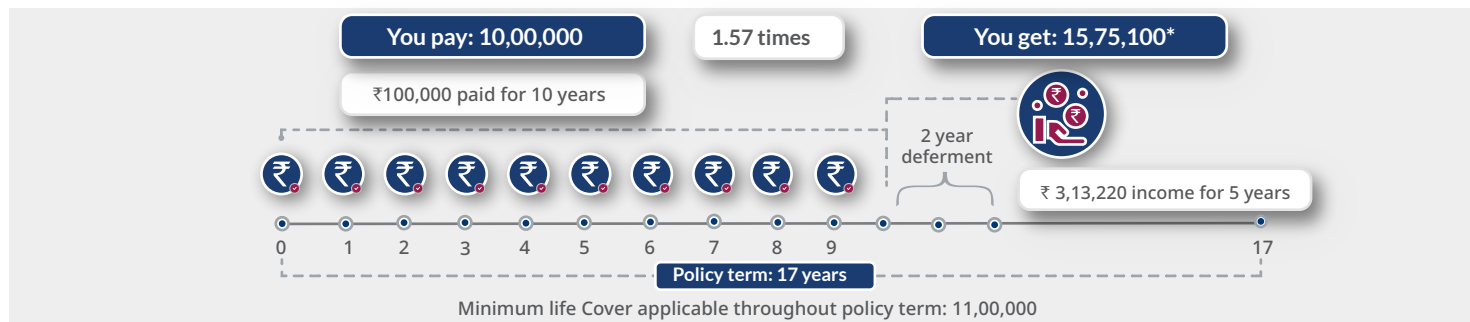 You pay: 10,00,000
1.57 times
You get: 15,75,100*
₹100,000 paid for 10 years
2 year
deferment
₹ 3,13,220 income for 5 years
₹ ₹ ₹ ₹ ₹ ₹ ₹ ₹ ₹ ₹
0 1 2 3 4 5 6 7 8 9 17
Policy term: 17 years
Minimum life Cover applicable throughout policy term: 11,00,000